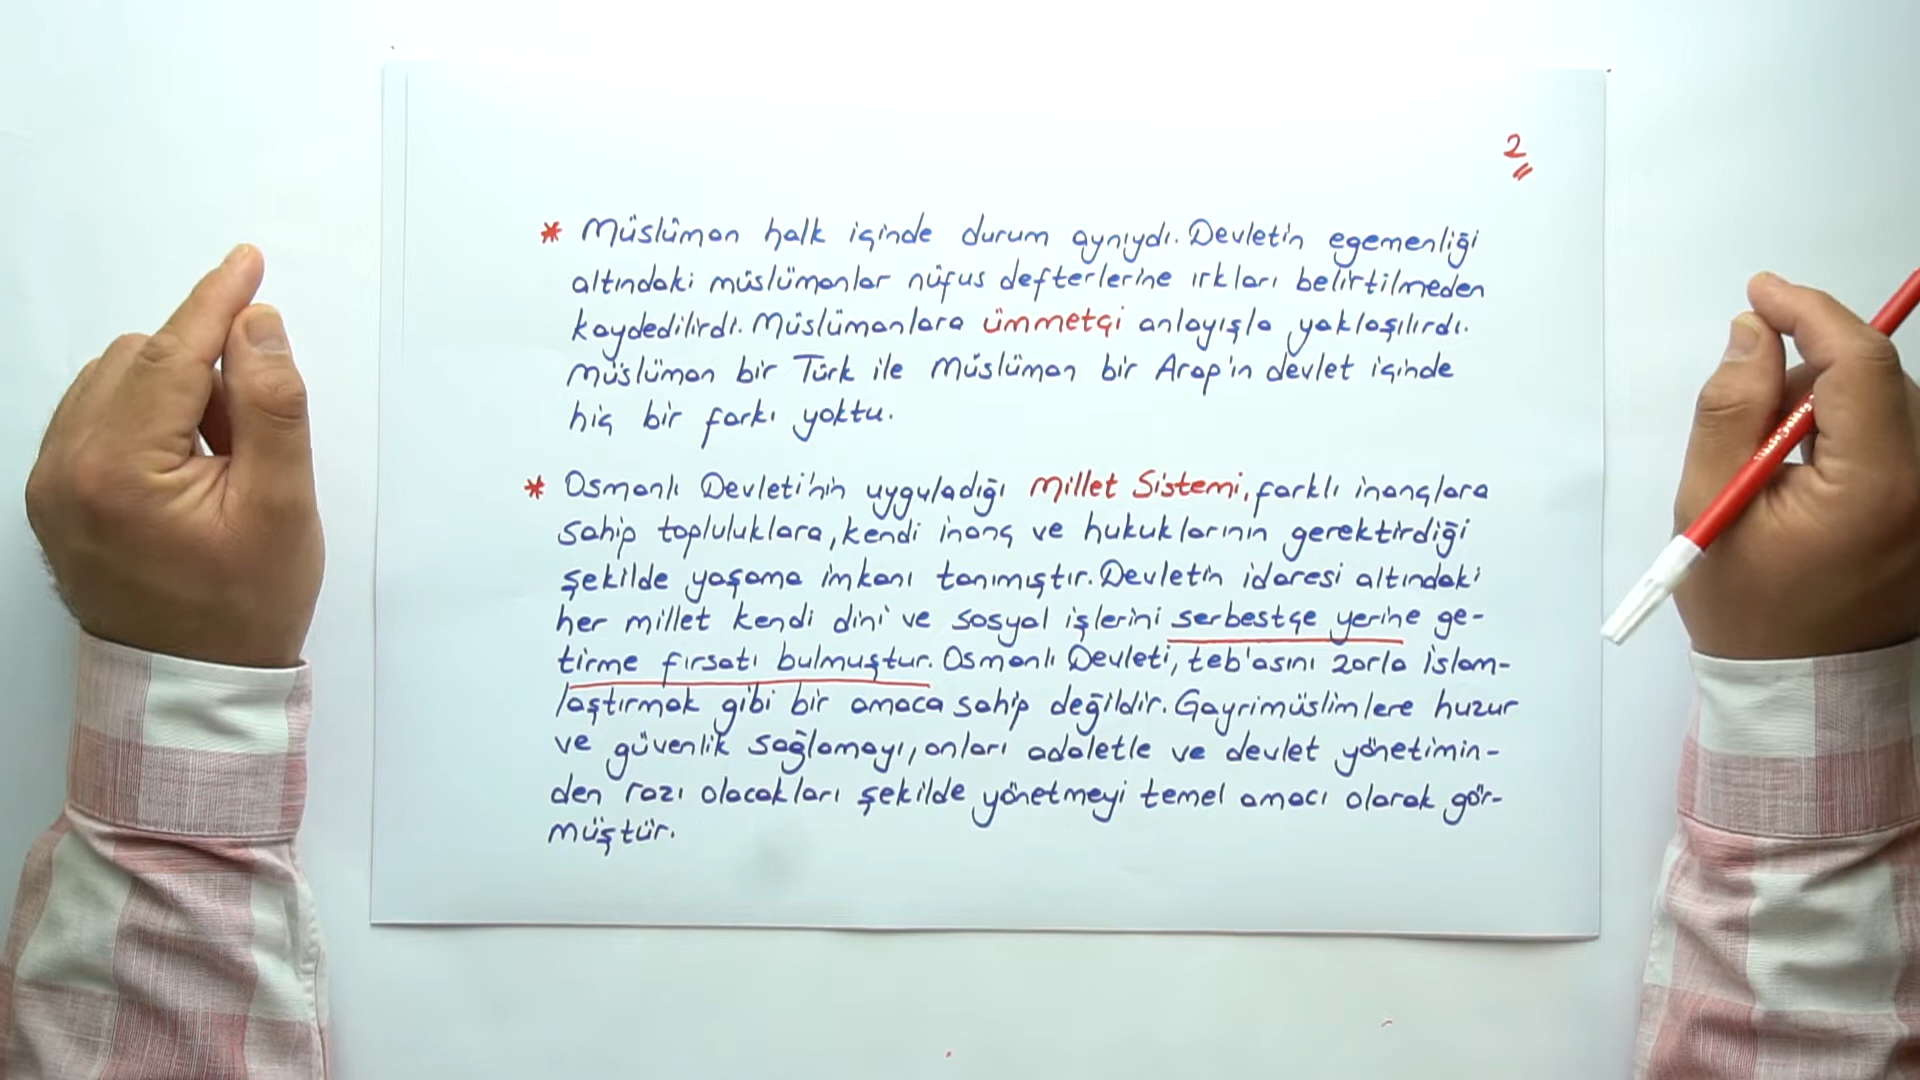 2
* Müslüman halk içinde durum aynıydı. Devletin egemenliği
altındaki müslümanlar nüfus defterlerine ırkları belirtilmeden
kaydedilirdi. Müslümanlara ümmetçi anlayışla yaklaşılırdı.
Müslüman bir Türk ile Müslüman bir Arap'ın devlet içinde
hiç bir farkı yoktu.
* Osmanlı Devleti'nin uyguladığı Millet Sistemi, farklı inançlara
sahip topluluklara, kendi inanç ve hukuklarının gerektirdiği
şekilde yaşama imkanı tanımıştır. Devletin idaresi altındaki
her millet kendi dini ve sosyal işlerini serbestçe yerine ge-
tirme fırsatı bulmuştur. Osmanlı Devleti, teb'asını zorla islam-
laştırmak gibi bir amaca sahip değildir. Gayrimüslimlere huzur
ve güvenlik sağlamayı, onları adaletle ve devlet yönetimin-
den razı olacakları şekilde yönetmeyi temel amacı olarak gör-
müştür.